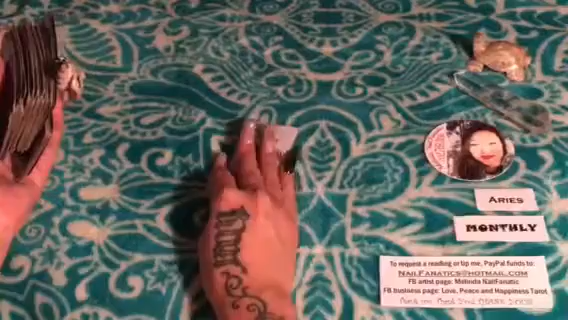 ARIES
MONTHLY
To request a reading or tip me, PayPal funds to:
NAILFANATICS@HOTMAIL.COM
FB artist page: Malinda NailFanatic
FB business page: Love, Peace and Happiness Tarot